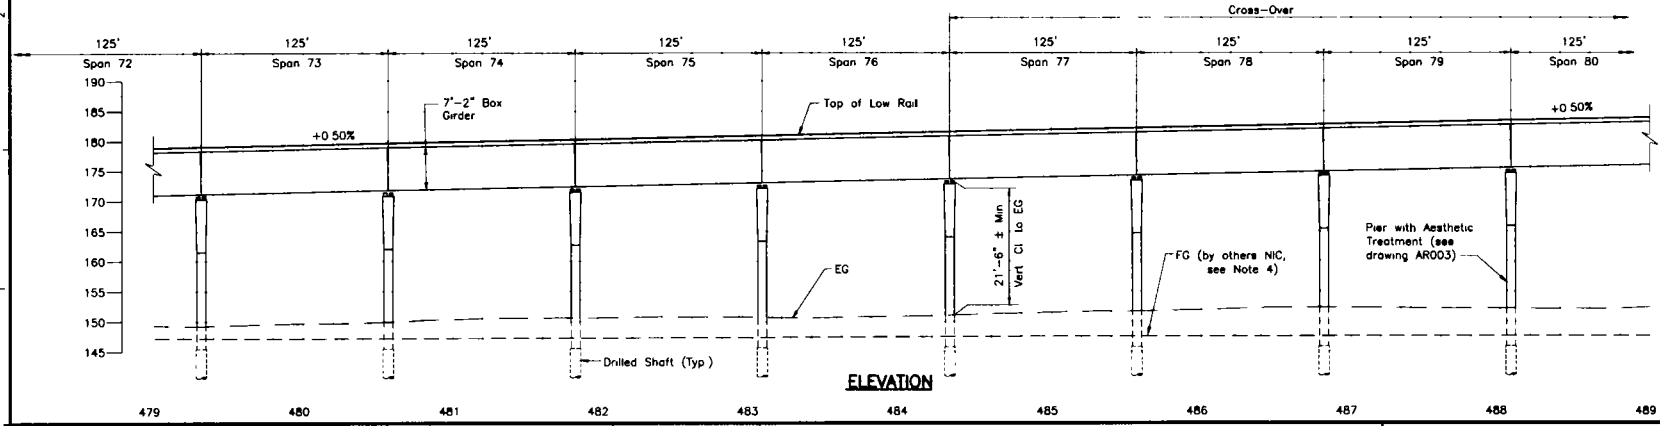 Cross-Over
125' 125' 125' 125' 125' 125' 125' 125' 125'
Span 72 Span 73 Span 74 Span 75 Span 76 Span 77 Span 78 Span 79 Span 80
190
185
180
175
170
165
160
155
150
145
+0 50%
7'-2" Box
Girder
Top of Low Rail
+0 50%
21'-6" ± Min
Vert Cl to EG
EG
FG (by others NIC,
see Note 4)
Pier with Aesthetic
Treatment (see
drawing AR003)
Drilled Shaft (Typ )
ELEVATION
479 480 481 482 483 484 485 486 487 488 489